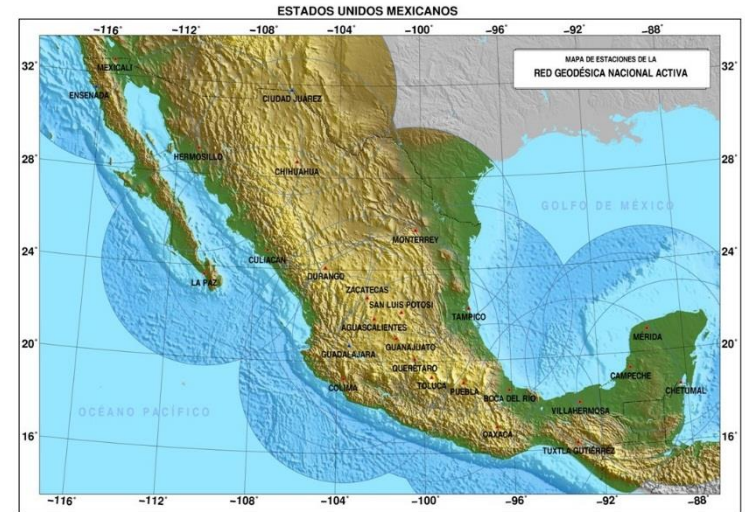 ESTADOS UNIDOS MEXICANOS
-116° -112° -108° -104° -100° -96° -92° -88°
MAPA DE ESTACIONES DE LA
RED GEODÉSICA NACIONAL ACTIVA
32° 32°
MEXICALI
ENSENADA
CIUDAD JUÁREZ
28° 28°
HERMOSILLO
CHIHUAHUA
GOLFO DE MÉXICO
MONTERREY
24° 24°
CULIACÁN
DURANGO
LA PAZ
ZACATECAS
SAN LUIS POTOSÍ
TAMPICO
AGUASCALIENTES
MÉRIDA
20° 20°
GUANAJUATO
GUADALAJARA
QUERÉTARO
CAMPECHE
COLIMA
TOLUCA
PUEBLA
BOCA DEL RÍO
CHETUMAL
VILLAHERMOSA
OCÉANO PACÍFICO
16° 16°
OAXACA
TUXTLA GUTIÉRREZ
-116° -112° -108° -104° -100° -96° -92° -88°